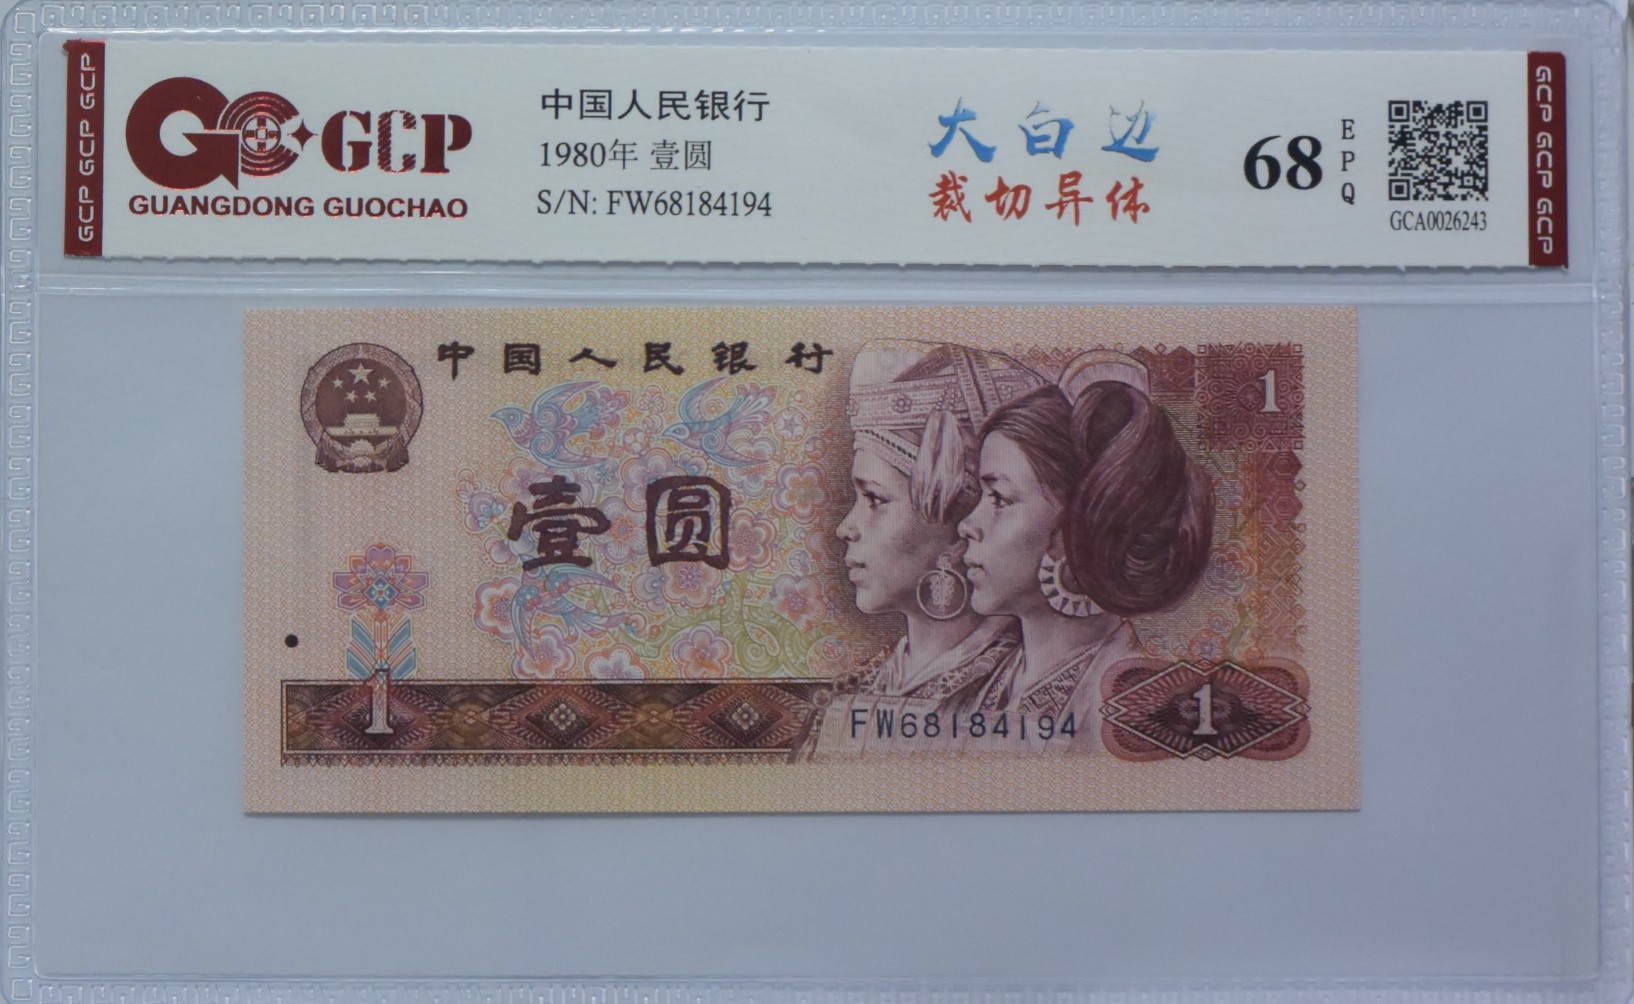 GCP GCP GCP
GCP
GUANGDONG GUOCHAO
中国人民银行
1980年 壹圆
S/N: FW68184194
大白边
裁切异体
68
EPQ
GCA0026243
GCP GCP GCP
中国人民银行
1
壹圆
1
FW68184194
1